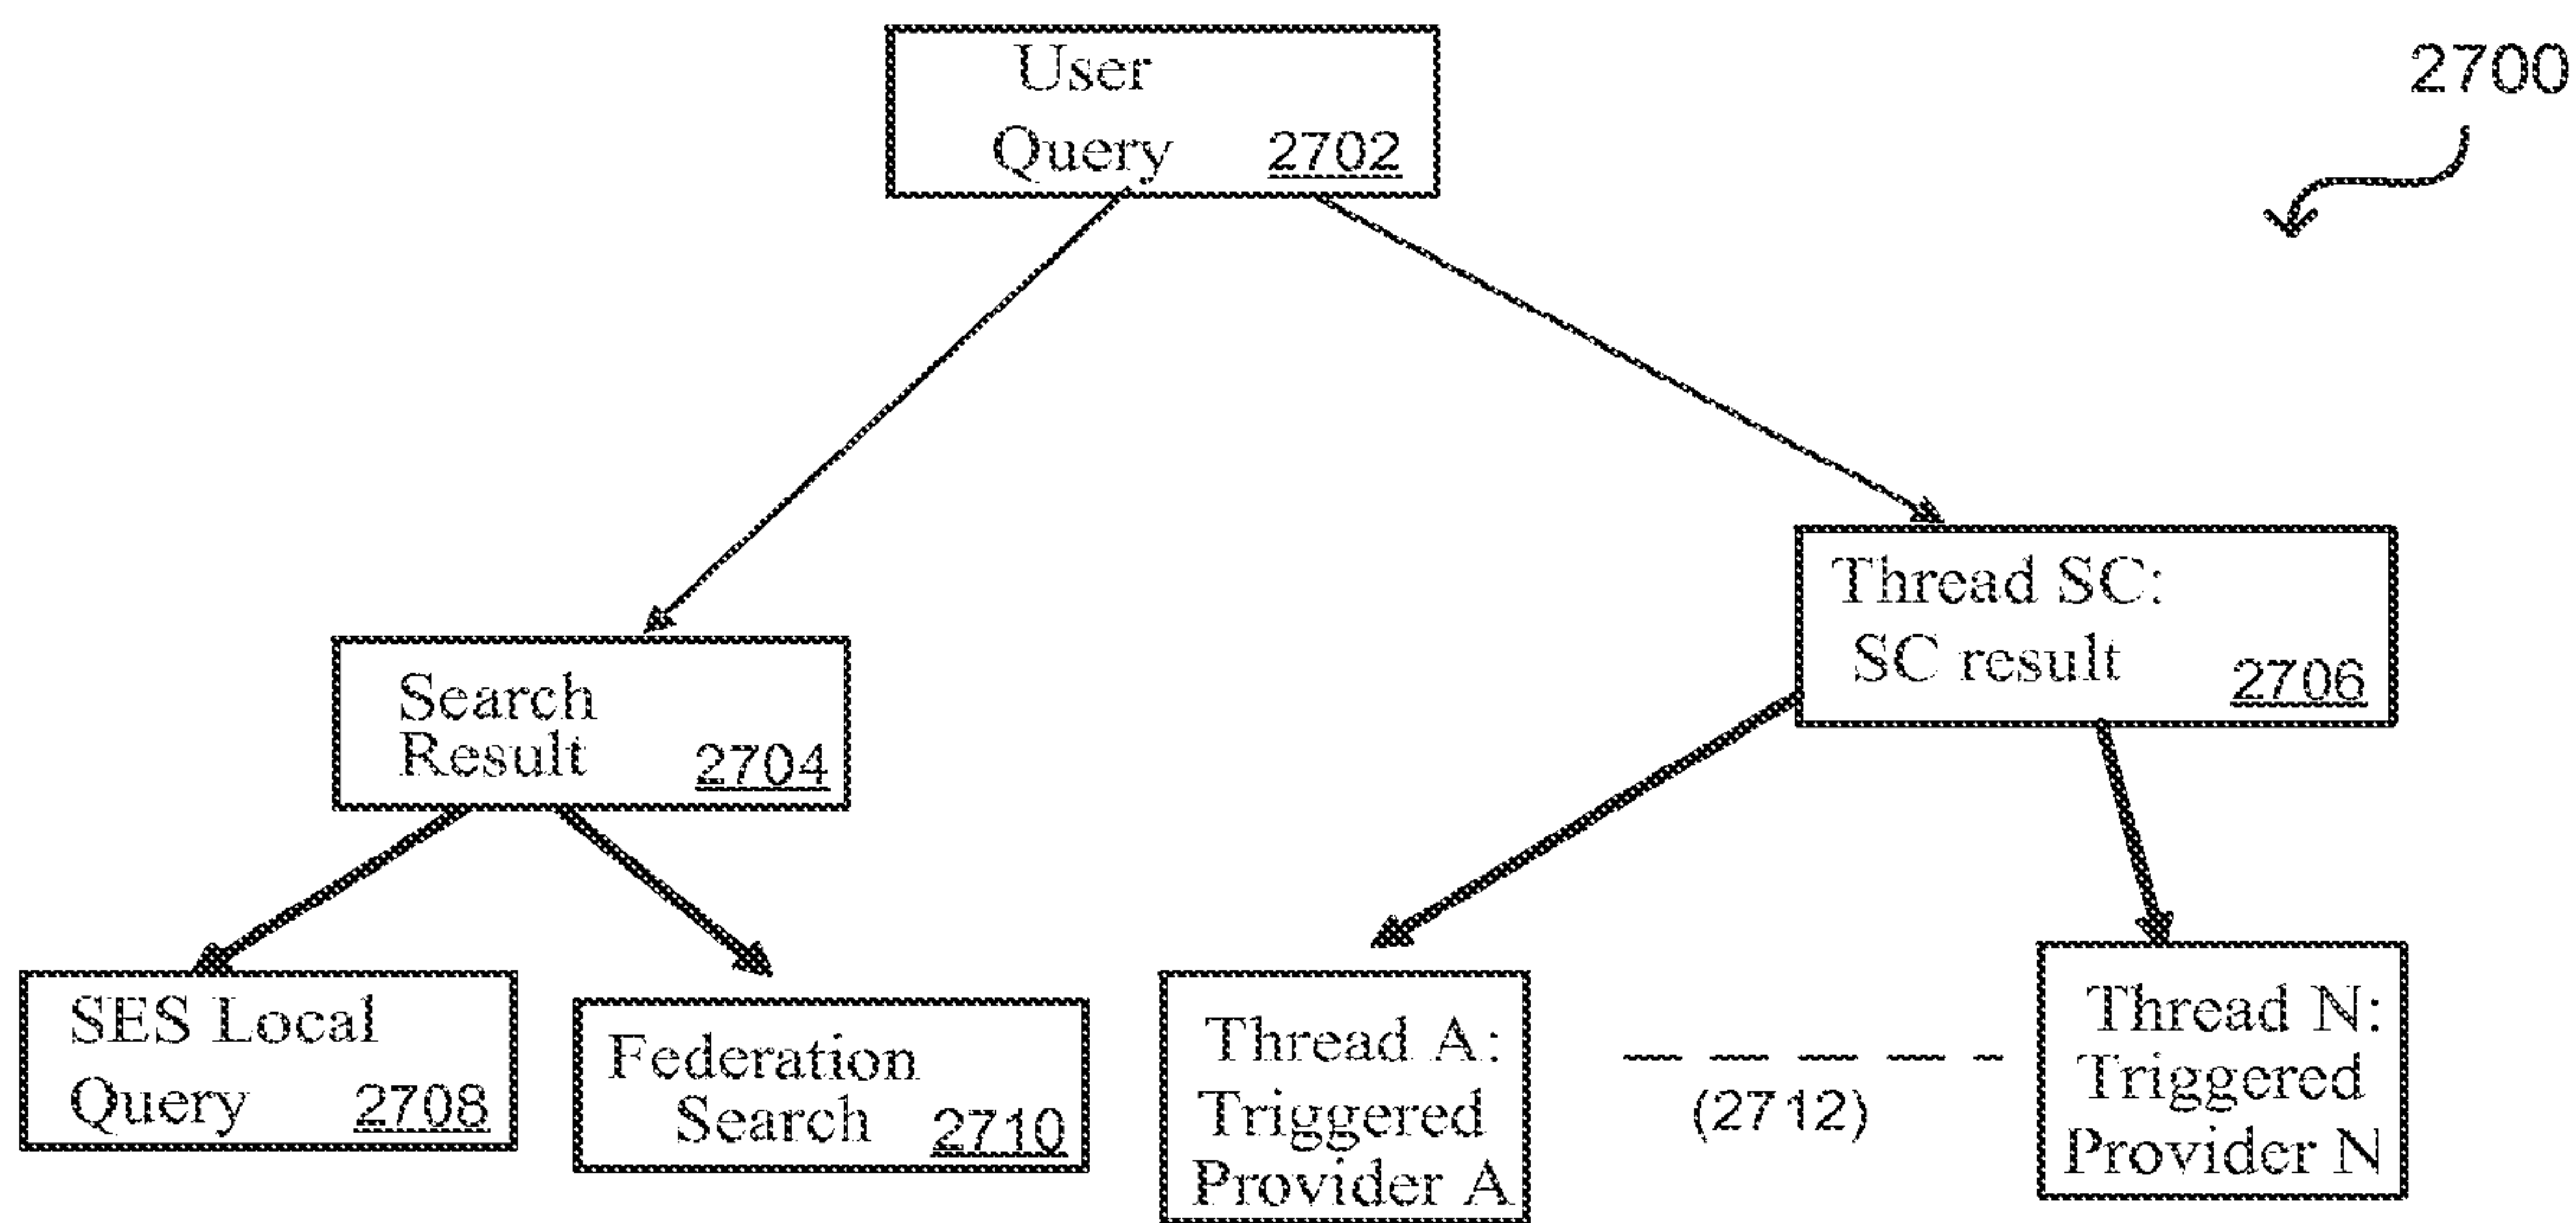 User
Query 2702
2700
Search
Result 2704
Thread SC:
SC result 2706
SES Local
Query 2708
Federation
Search 2710
Thread A:
Triggered
Provider A
(2712)
Thread N:
Triggered
Provider N